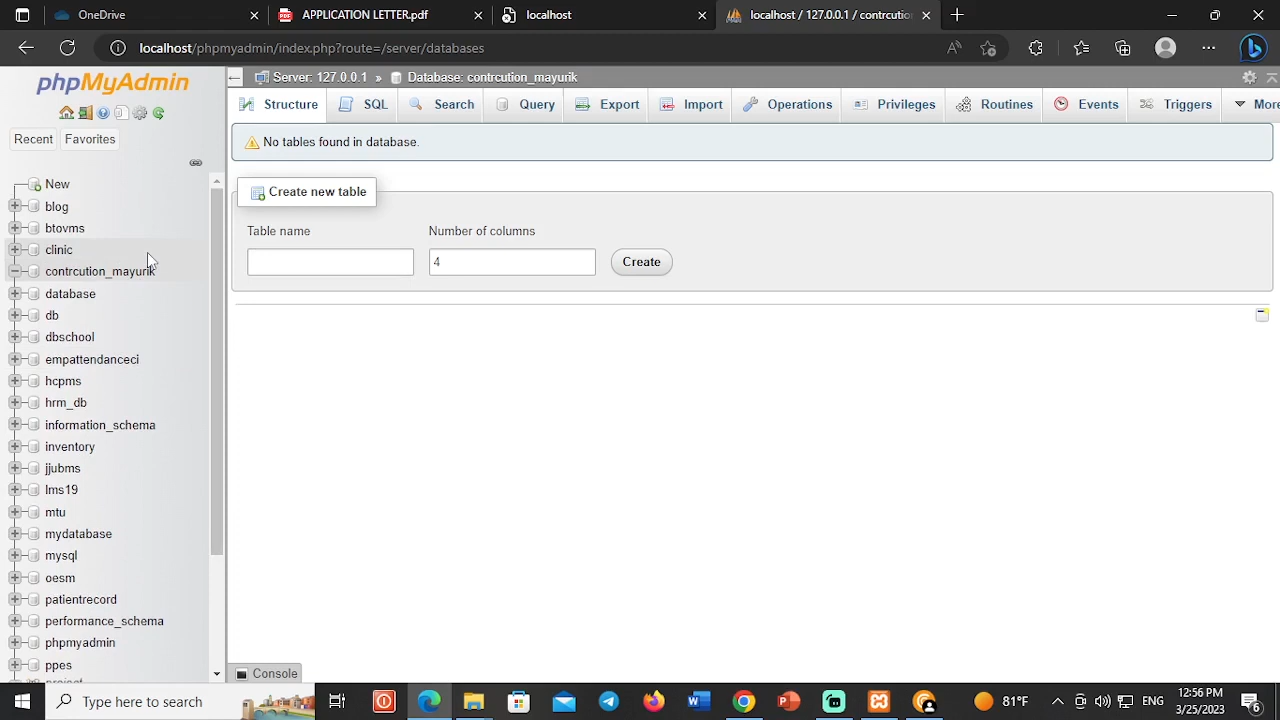 OneDrive
APPLICATION LETTER.pdf
localhost
localhost / 127.0.0.1 / contrcution
localhost/phpmyadmin/index.php?route=/server/databases
phpMyAdmin
Recent
Favorites
New
blog
btovms
clinic
contrcution_mayurik
database
db
dbschool
empattendanceci
hcpms
hrm_db
information_schema
inventory
jjubms
lms19
mtu
mydatabase
mysql
oesm
patientrecord
performance_schema
phpmyadmin
ppes
project
Server: 127.0.0.1 » Database: contrcution_mayurik
Structure
SQL
Search
Query
Export
Import
Operations
Privileges
Routines
Events
Triggers
More
No tables found in database.
Create new table
Table name
Number of columns
4
Create
Console
Type here to search
81°F
ENG
12:56 PM
3/25/2023
6